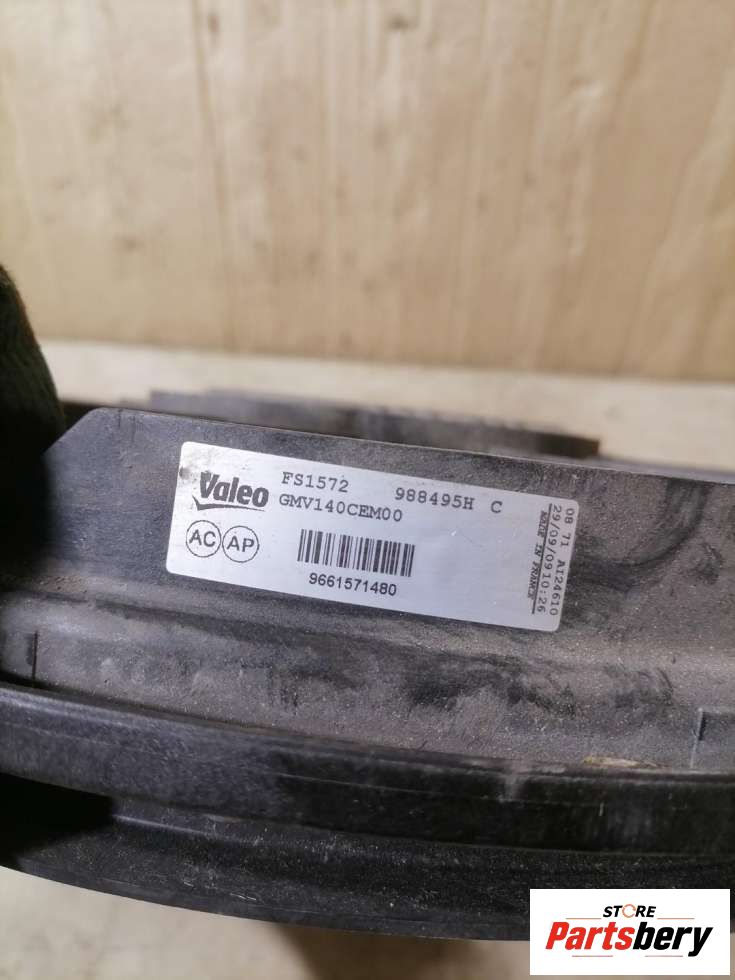 Valeo
FS1572 988495H C
GMV140CEM00
AC AP
9661571480
08 71 AI24610
29/09/09 10:26
MADE IN FRANCE
STORE
Partsbery